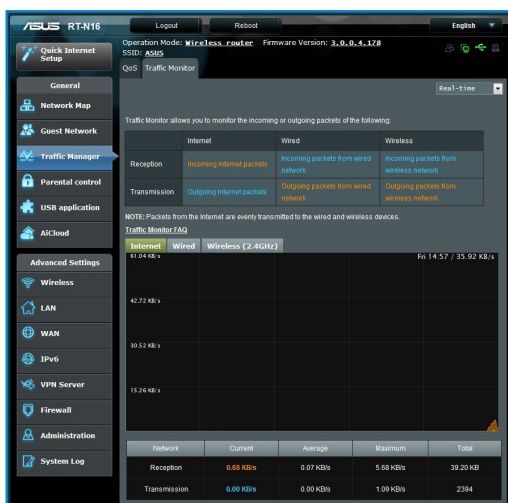 ASUS RT-N16
Logout
Reboot
English
Operation Mode: Wireless router Firmware Version: 3.0.0.4.178
SSID: ASUS
Quick Internet Setup
QoS
Traffic Monitor
General
Network Map
Guest Network
Traffic Manager
Parental control
USB application
AiCloud
Advanced Settings
Wireless
LAN
WAN
IPv6
VPN Server
Firewall
Administration
System Log
Real-time
Traffic Monitor allows you to monitor the incoming or outgoing packets of the following:
Internet Wired Wireless
Reception Incoming Internet packets Incoming packets from wired network Incoming packets from wireless network
Transmission Outgoing Internet packets Outgoing packets from wired network Outgoing packets from wireless network
NOTE: Packets from the Internet are evenly transmitted to the wired and wireless devices.
Traffic Monitor FAQ
Internet Wired Wireless (2.4GHz)
61.04 KB/s
Fri 14:57 / 35.92 KB/s
42.72 KB/s
30.52 KB/s
15.26 KB/s
Network Current Average Maximum Total
Reception 0.68 KB/s 0.07 KB/s 5.68 KB/s 39.20 KB
Transmission 0.00 KB/s 0.00 KB/s 1.09 KB/s 2394